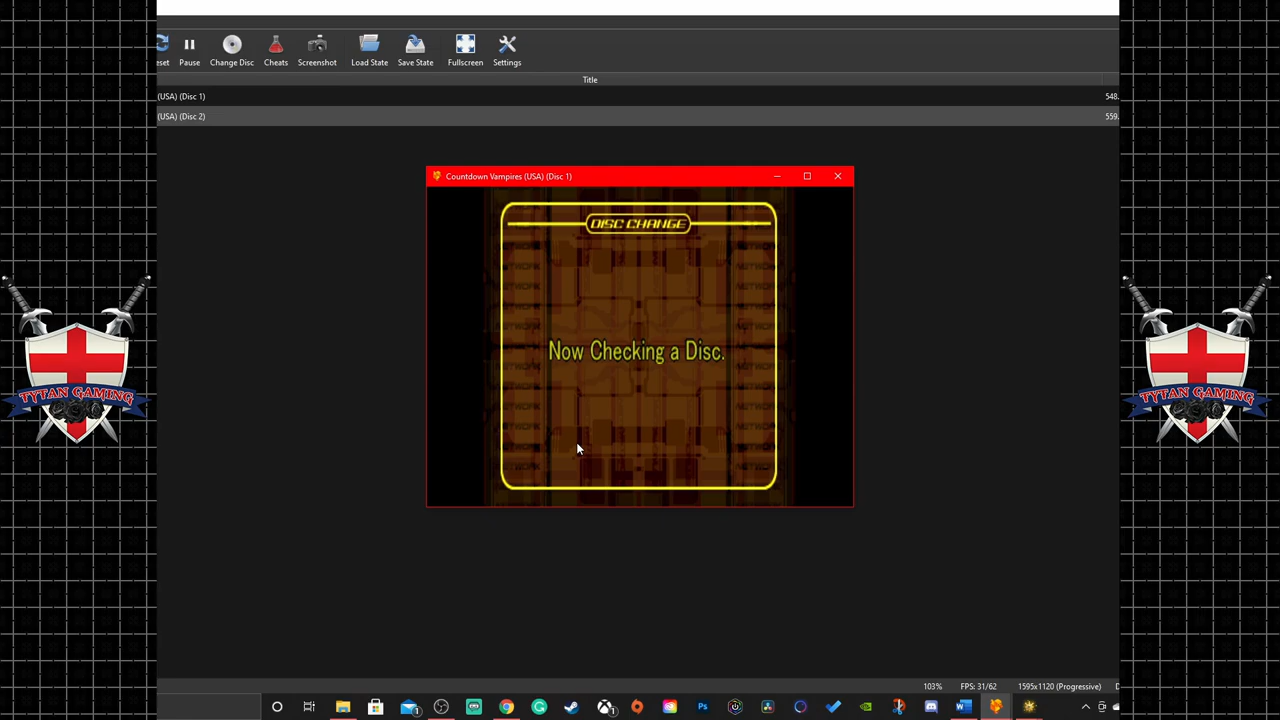 eset
Pause
Change Disc
Cheats
Screenshot
Load State
Save State
Fullscreen
Settings
Title
(USA) (Disc 1)
548.
(USA) (Disc 2)
559.
Countdown Vampires (USA) (Disc 1)
DISC CHANGE
Now Checking a Disc.
TYTAN GAMING
TYTAN GAMING
103%
FPS: 31/62
1595x1120 (Progressive)
D